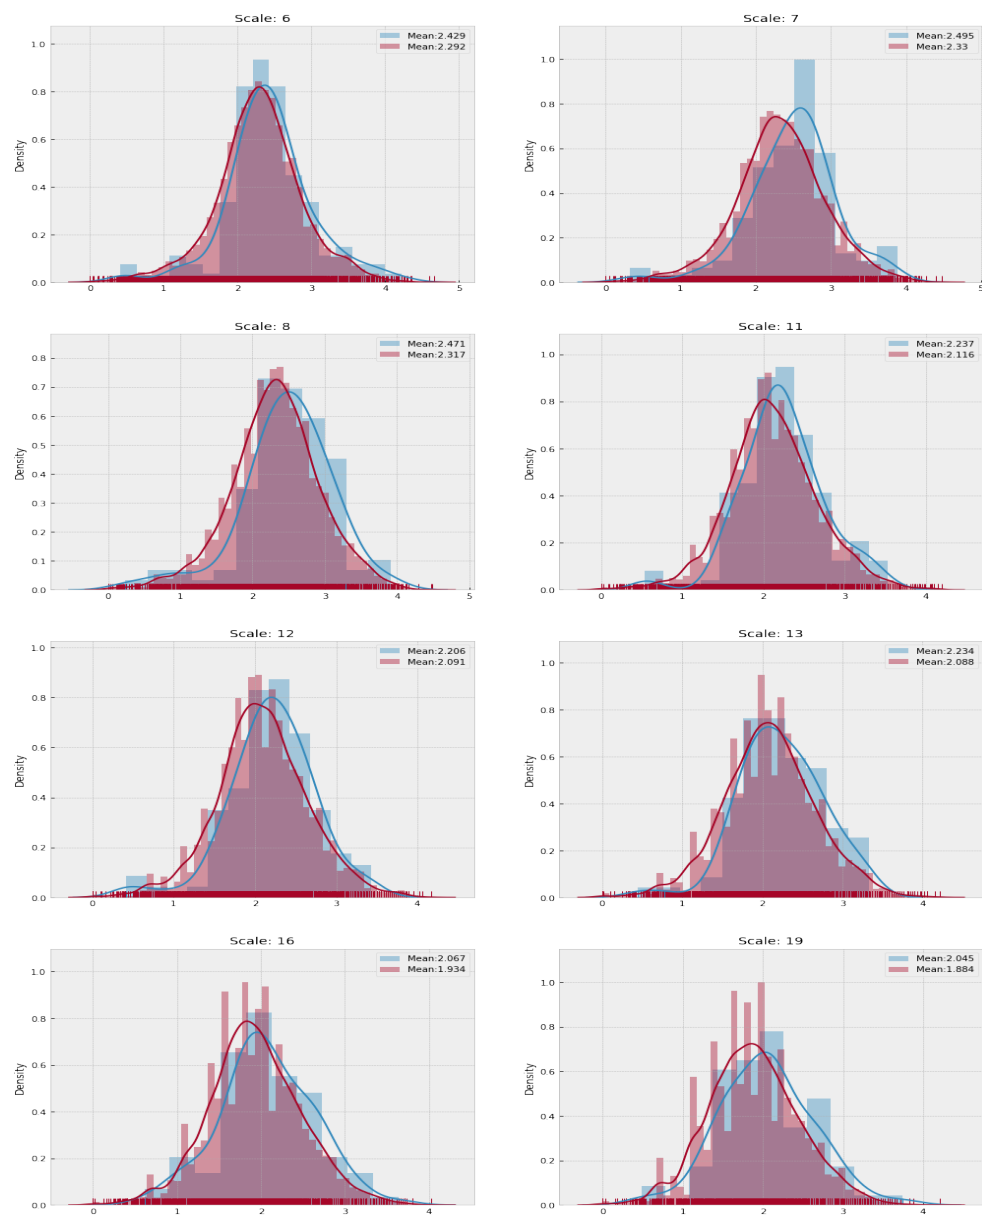 Scale: 6
Mean:2.429
Mean:2.292
Density
1.0
0.8
0.6
0.4
0.2
0.0
0 1 2 3 4 5
Scale: 7
Mean:2.495
Mean:2.33
Density
1.0
0.8
0.6
0.4
0.2
0.0
0 1 2 3 4 5
Scale: 8
Mean:2.471
Mean:2.317
Density
0.8
0.7
0.6
0.5
0.4
0.3
0.2
0.1
0.0
0 1 2 3 4 5
Scale: 11
Mean:2.237
Mean:2.116
Density
1.0
0.8
0.6
0.4
0.2
0.0
0 1 2 3 4
Scale: 12
Mean:2.206
Mean:2.091
Density
1.0
0.8
0.6
0.4
0.2
0.0
0 1 2 3 4
Scale: 13
Mean:2.234
Mean:2.088
Density
1.0
0.8
0.6
0.4
0.2
0.0
0 1 2 3 4
Scale: 16
Mean:2.067
Mean:1.934
Density
1.0
0.8
0.6
0.4
0.2
0.0
0 1 2 3 4
Scale: 19
Mean:2.045
Mean:1.884
Density
1.0
0.8
0.6
0.4
0.2
0.0
0 1 2 3 4